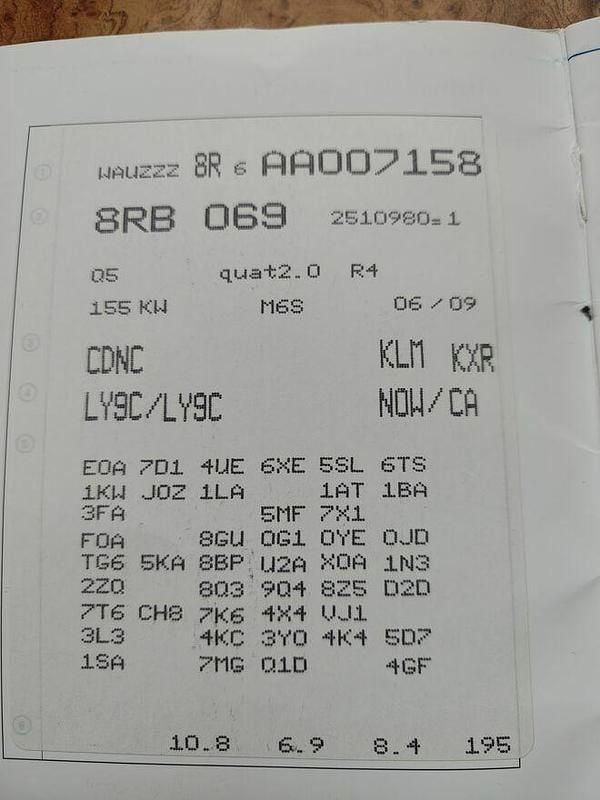 WAUZZZ 8R 6 AA007158
8RB 069 2510980=1
Q5 quat2.0 R4
155 KW M6S 06/09
CDNC KLM KXR
LY9C/LY9C NOW/CA
E0A 7D1 4UE 6XE 5SL 6TS
1KW J0Z 1LA 1AT 1BA
3FA 5MF 7X1
F0A 8GU 0G1 0YE 0JD
TG6 5KA 8BP U2A X0A 1N3
2ZQ 8Q3 9Q4 8Z5 D2D
7T6 CH8 7K6 4X4 VJ1
3L3 4KC 3Y0 4K4 5D7
1SA 7MG Q1D 4GF
10.8 6.9 8.4 195